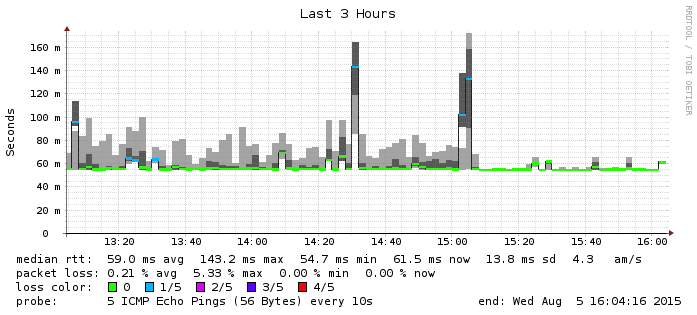 Last 3 Hours
RRDTOOL / TOBI OETIKER
Seconds
160 m
140 m
120 m
100 m
80 m
60 m
40 m
20 m
0
13:20 13:40 14:00 14:20 14:40 15:00 15:20 15:40 16:00
median rtt: 59.0 ms avg 143.2 ms max 54.7 ms min 61.5 ms now 13.8 ms sd 4.3 am/s
packet loss: 0.21 % avg 5.33 % max 0.00 % min 0.00 % now
loss color: 0 1/5 2/5 3/5 4/5
probe: 5 ICMP Echo Pings (56 Bytes) every 10s end: Wed Aug 5 16:04:16 2015